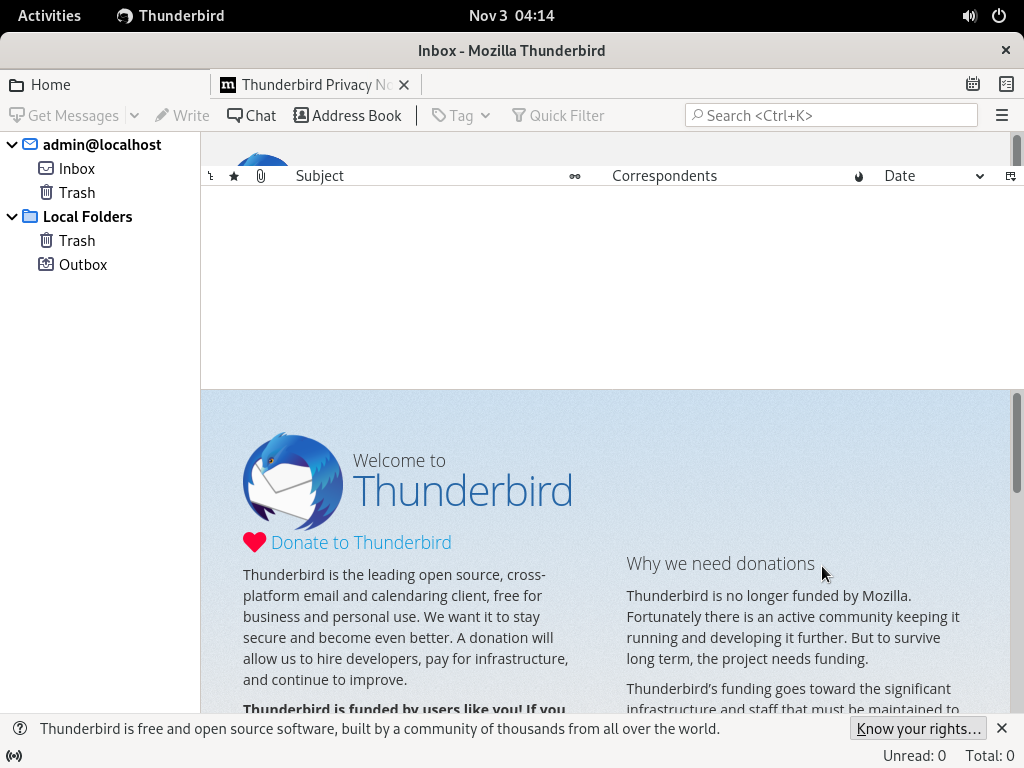 Activities Thunderbird Nov 3 04:14
Inbox - Mozilla Thunderbird
Home Thunderbird Privacy No
Get Messages Write Chat Address Book Tag Quick Filter Search <Ctrl+K>
admin@localhost
Inbox
Trash
Local Folders
Trash
Outbox
Subject Correspondents Date
Welcome to
Thunderbird
Donate to Thunderbird
Thunderbird is the leading open source, cross-
platform email and calendaring client, free for
business and personal use. We want it to stay
secure and become even better. A donation will
allow us to hire developers, pay for infrastructure,
and continue to improve.
Thunderbird is funded by users like you! If you
Why we need donations
Thunderbird is no longer funded by Mozilla.
Fortunately there is an active community keeping it
running and developing it further. But to survive
long term, the project needs funding.
Thunderbird's funding goes toward the significant
infrastructure and staff that must be maintained to
Thunderbird is free and open source software, built by a community of thousands from all over the world. Know your rights...
Unread: 0 Total: 0